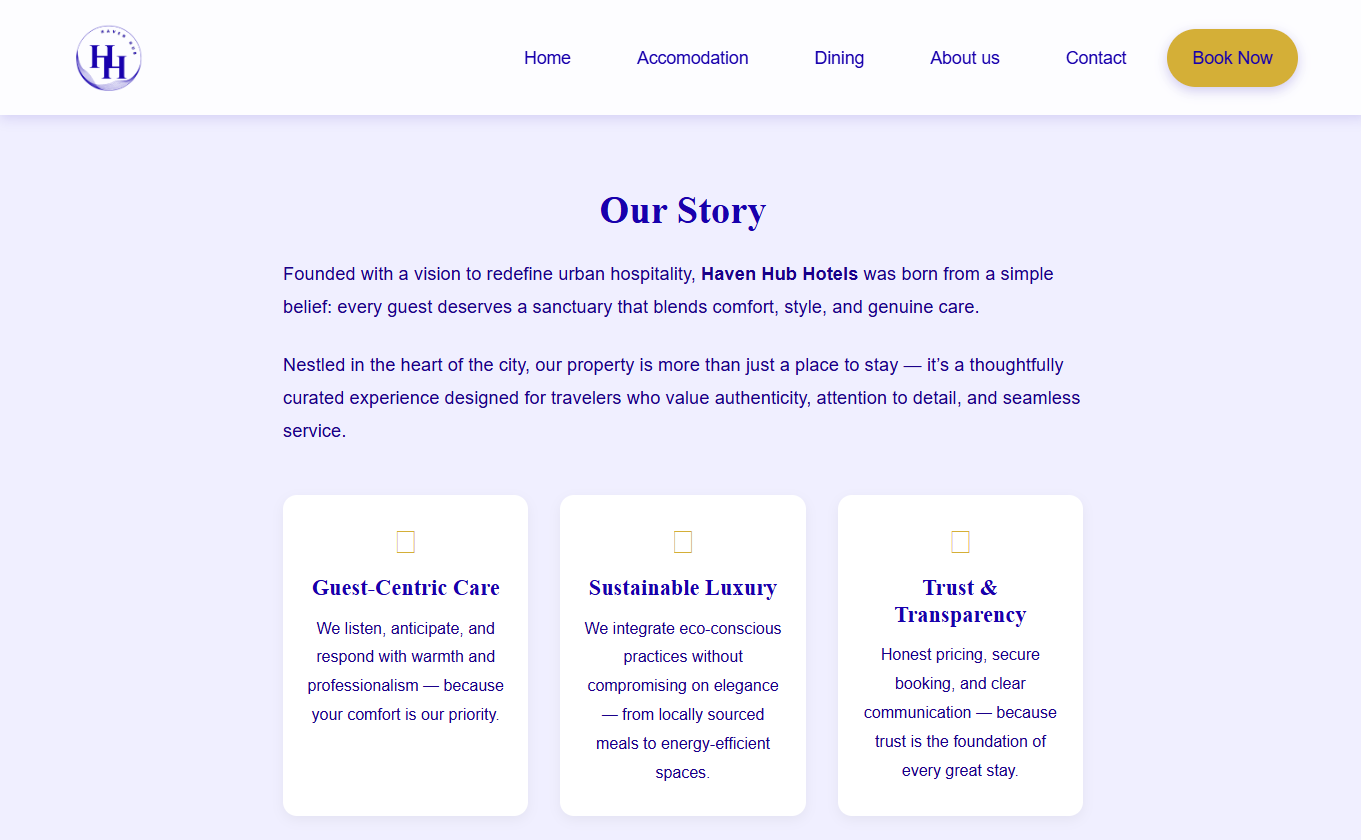 HAVEN HUB
HH
Home Accomodation Dining About us Contact Book Now
Our Story
Founded with a vision to redefine urban hospitality, Haven Hub Hotels was born from a simple
belief: every guest deserves a sanctuary that blends comfort, style, and genuine care.
Nestled in the heart of the city, our property is more than just a place to stay — it’s a thoughtfully
curated experience designed for travelers who value authenticity, attention to detail, and seamless
service.
Guest-Centric Care
We listen, anticipate, and
respond with warmth and
professionalism — because
your comfort is our priority.
Sustainable Luxury
We integrate eco-conscious
practices without
compromising on elegance
— from locally sourced
meals to energy-efficient
spaces.
Trust &
Transparency
Honest pricing, secure
booking, and clear
communication — because
trust is the foundation of
every great stay.